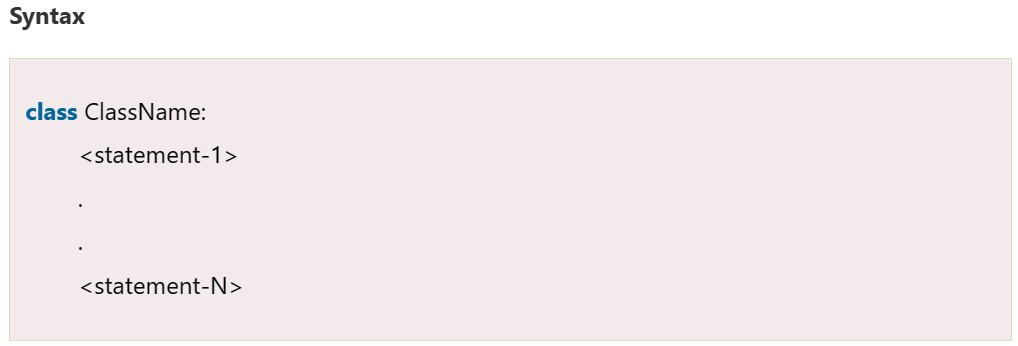 Syntax
class ClassName:
<statement-1>
.
.
<statement-N>